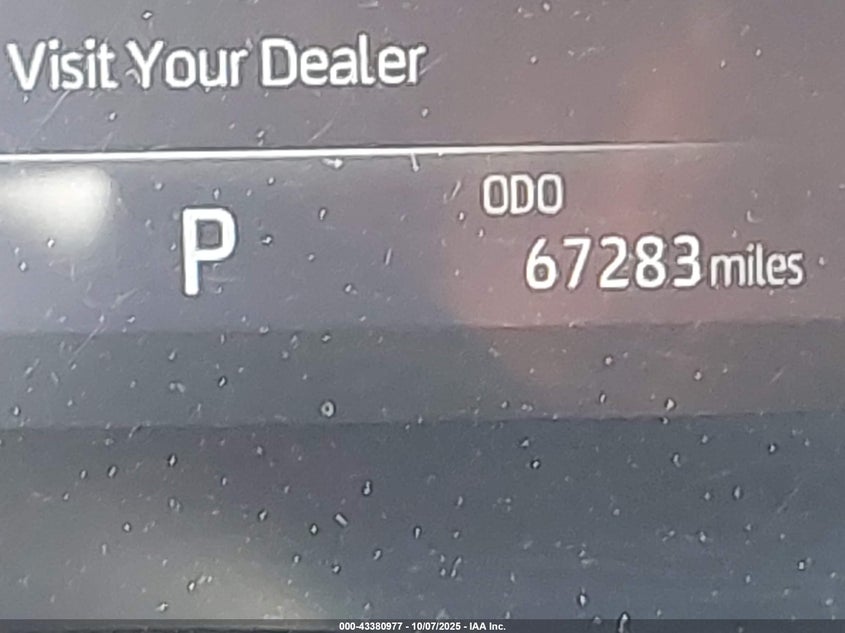 Visit Your Dealer
ODO
P
67283 miles
000-43380977 - 10/07/2025 - IAA Inc.